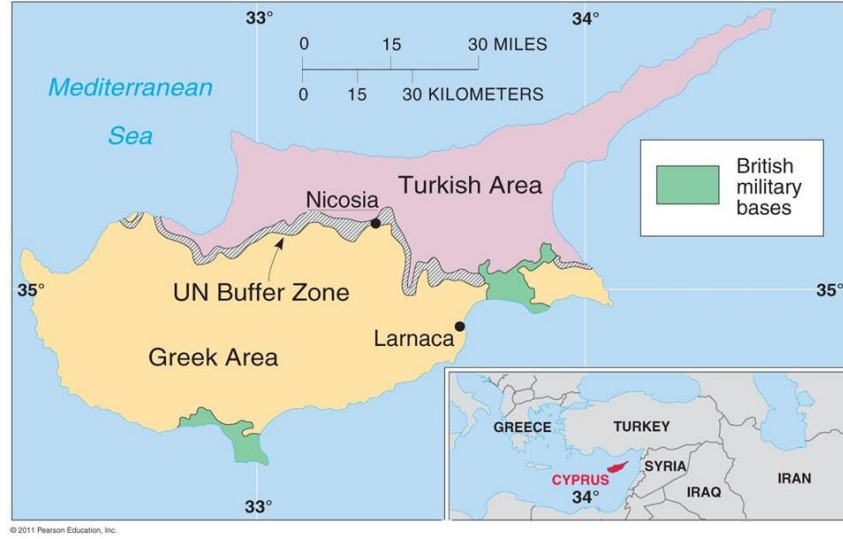 33°
34°
0 15 30 MILES
0 15 30 KILOMETERS
Mediterranean
Sea
British
military
bases
Turkish Area
Nicosia
UN Buffer Zone
35°
35°
Larnaca
Greek Area
GREECE
TURKEY
CYPRUS
SYRIA
IRAQ
IRAN
34°
33°
© 2011 Pearson Education, Inc.